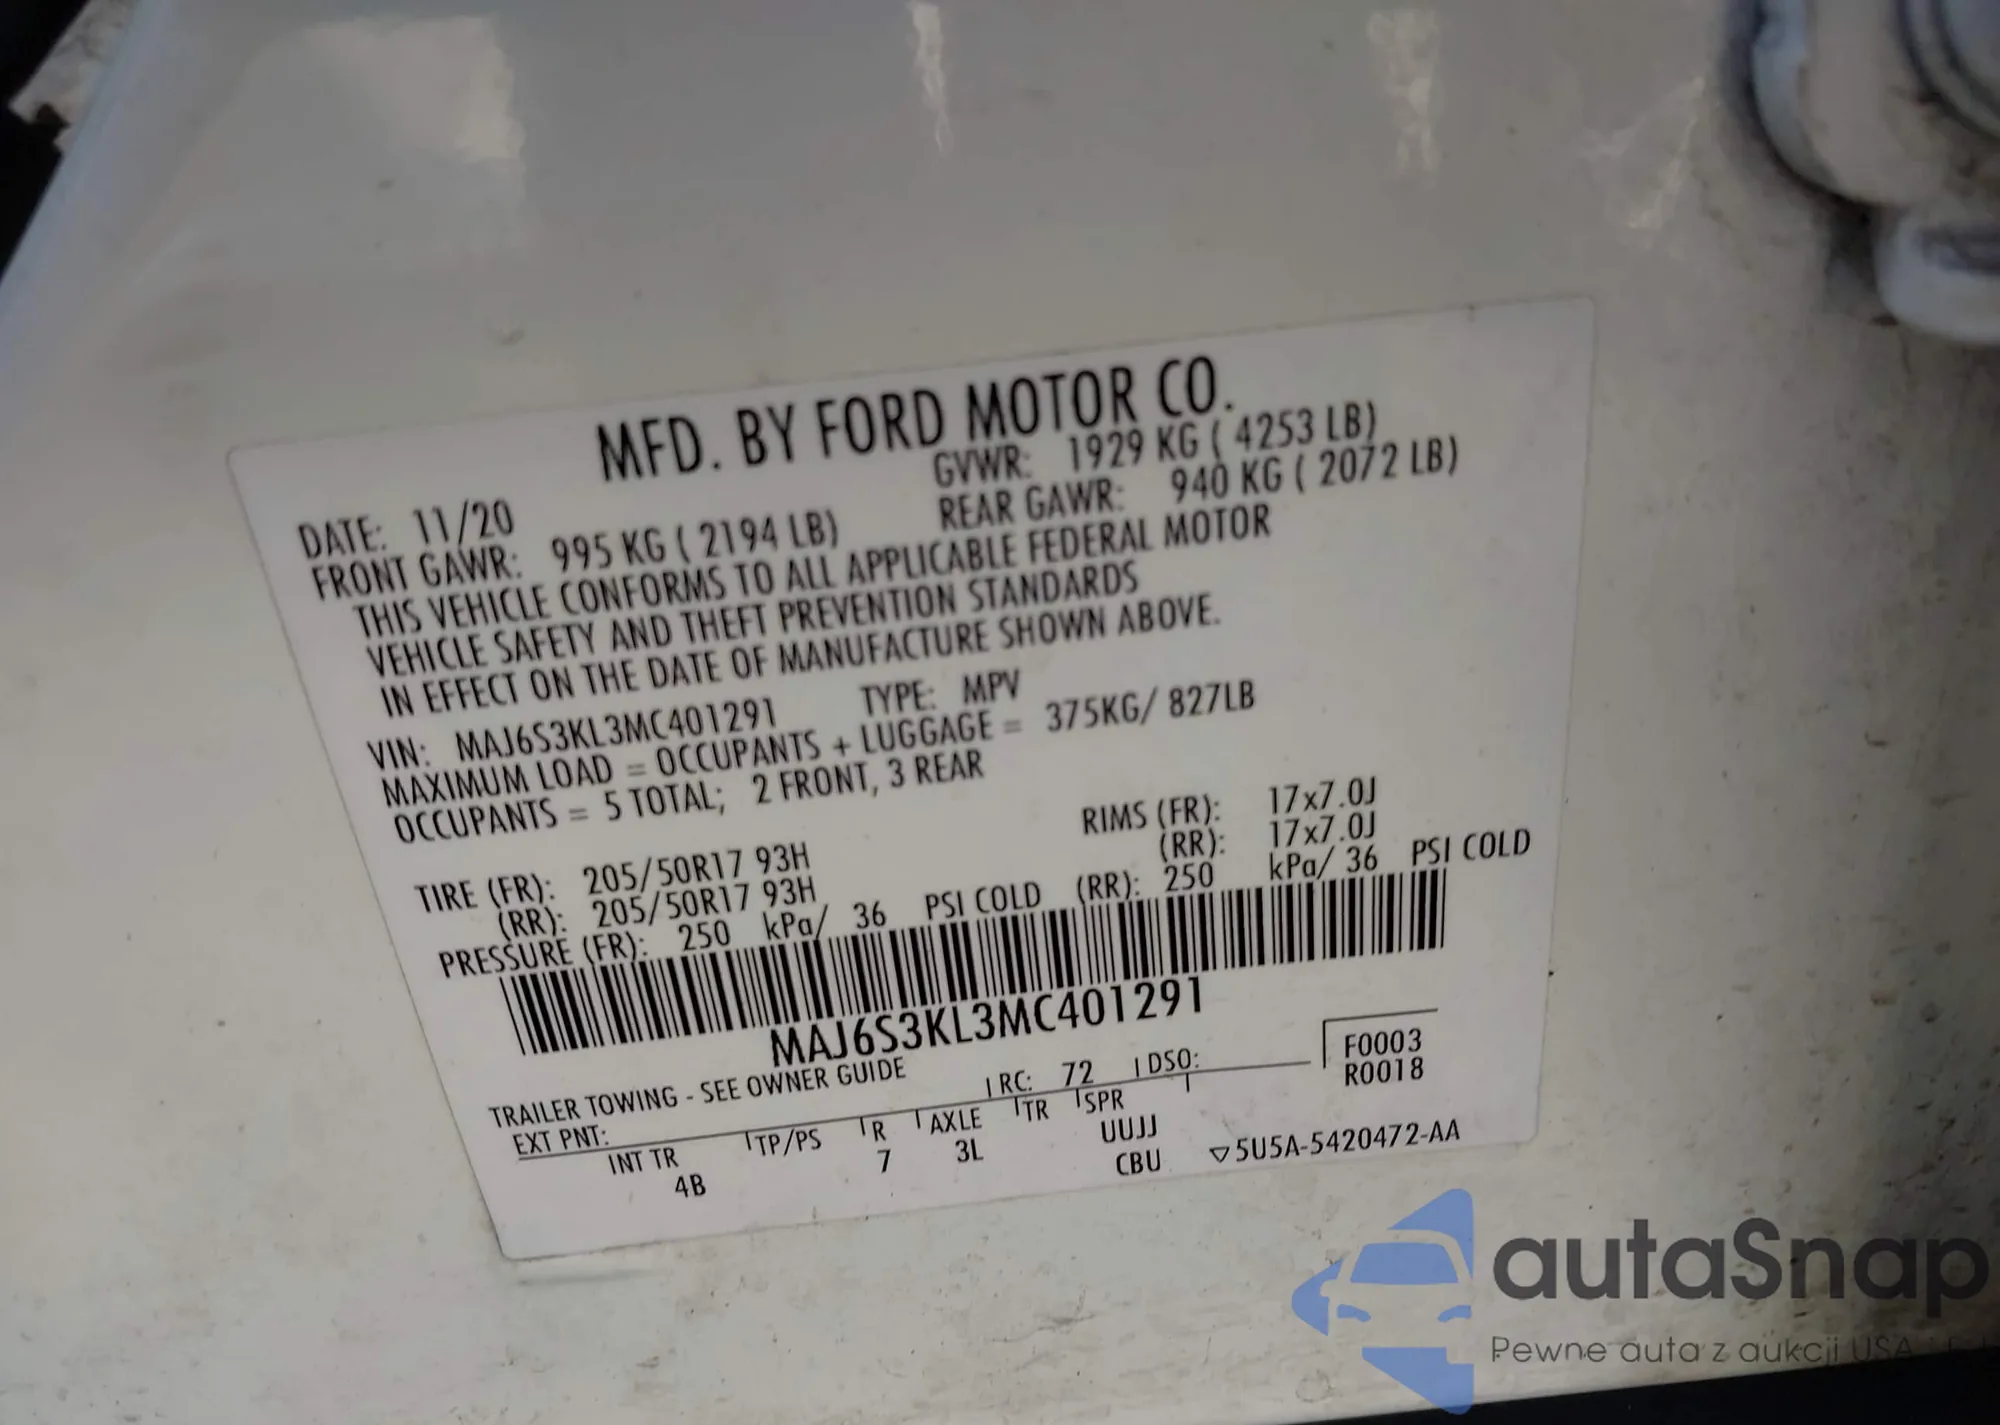 MFD. BY FORD MOTOR CO.
DATE: 11/20 GVWR: 1929 KG ( 4253 LB)
FRONT GAWR: 995 KG ( 2194 LB) REAR GAWR: 940 KG ( 2072 LB)
THIS VEHICLE CONFORMS TO ALL APPLICABLE FEDERAL MOTOR
VEHICLE SAFETY AND THEFT PREVENTION STANDARDS
IN EFFECT ON THE DATE OF MANUFACTURE SHOWN ABOVE.
VIN: MAJ6S3KL3MC401291 TYPE: MPV
MAXIMUM LOAD = OCCUPANTS + LUGGAGE = 375KG/ 827LB
OCCUPANTS = 5 TOTAL; 2 FRONT, 3 REAR
TIRE (FR): 205/50R17 93H RIMS (FR): 17x7.0J
(RR): 205/50R17 93H (RR): 17x7.0J
PRESSURE (FR): 250 kPa/ 36 PSI COLD (RR): 250 kPa/ 36 PSI COLD
MAJ6S3KL3MC401291
TRAILER TOWING - SEE OWNER GUIDE
F0003
R0018
EXT PNT: RC: 72 DSO:
INT TR TP/PS R AXLE TR SPR
4B 7 3L UUJJ
CBU
▽5U5A-5420472-AA
autaSnap
Pewne auta z aukcji USA i